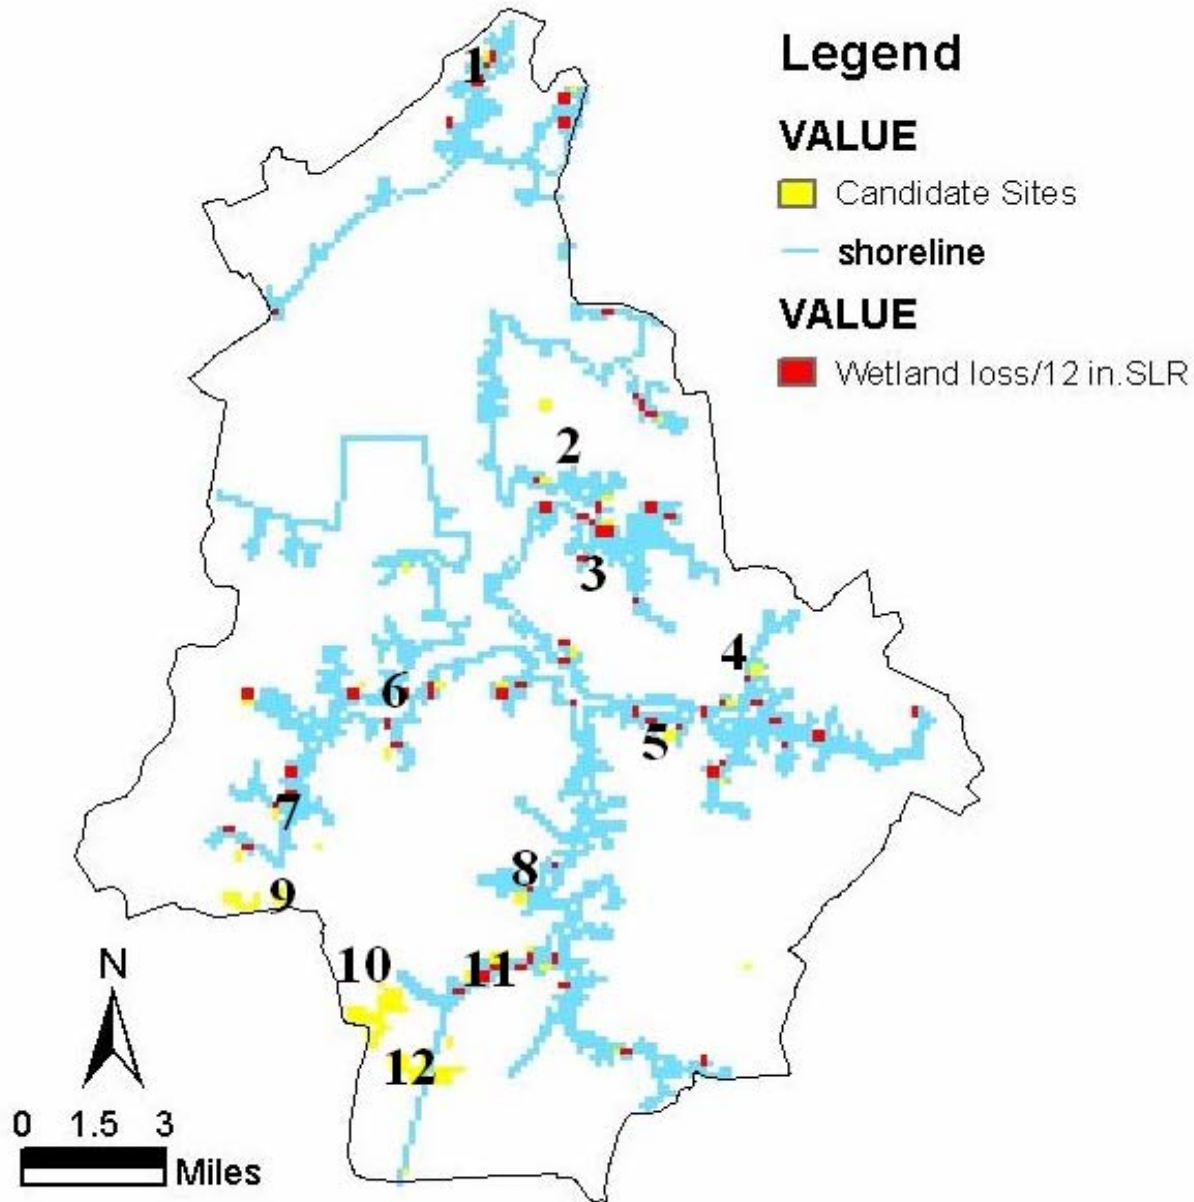 Legend
VALUE
Candidate Sites
shoreline
VALUE
Wetland loss/12 in.SLR
1
2
3
4
5
6
7
8
9
10
11
12
N
0 1.5 3
Miles